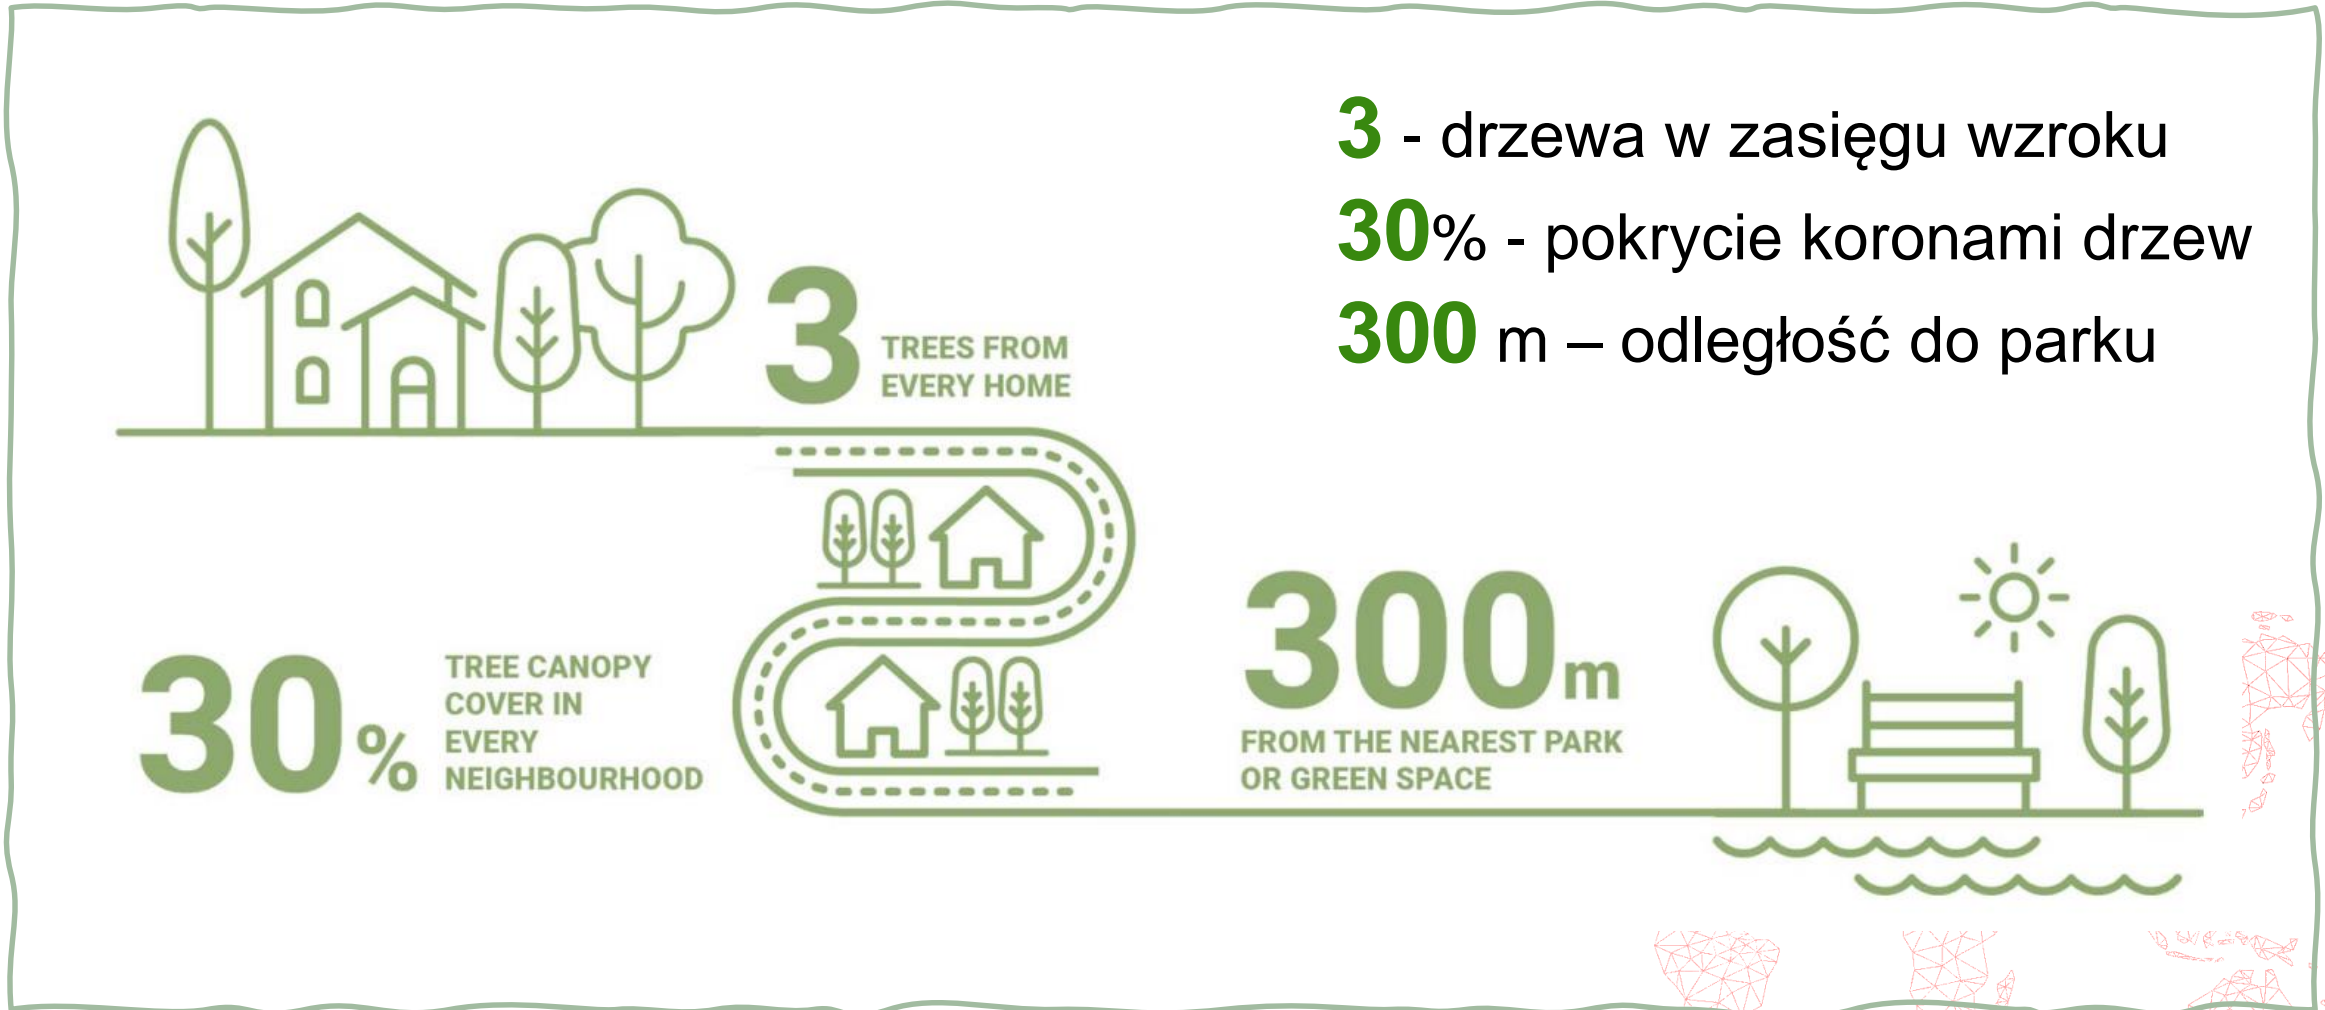 3 - drzewa w zasięgu wzroku
30% - pokrycie koronami drzew
300 m – odległość do parku
3
TREES FROM
EVERY HOME
30%
TREE CANOPY
COVER IN
EVERY
NEIGHBOURHOOD
300m
FROM THE NEAREST PARK
OR GREEN SPACE